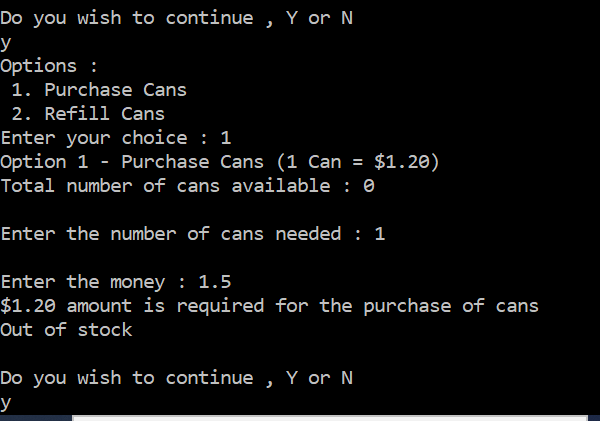 Do you wish to continue , Y or N
y
Options :
 1. Purchase Cans
 2. Refill Cans
Enter your choice : 1
Option 1 - Purchase Cans (1 Can = $1.20)
Total number of cans available : 0
Enter the number of cans needed : 1
Enter the money : 1.5
$1.20 amount is required for the purchase of cans
Out of stock
Do you wish to continue , Y or N
y